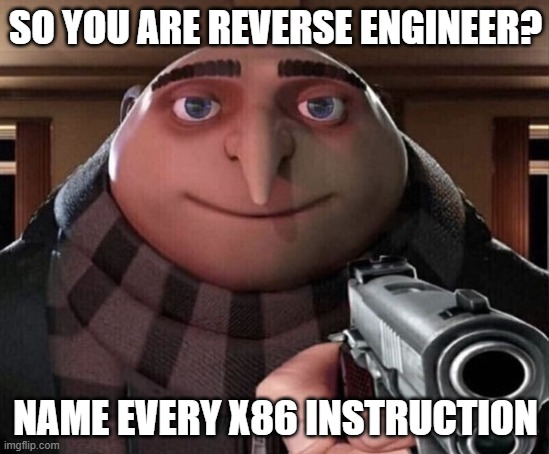 SO YOU ARE REVERSE ENGINEER?
NAME EVERY X86 INSTRUCTION
imgflip.com